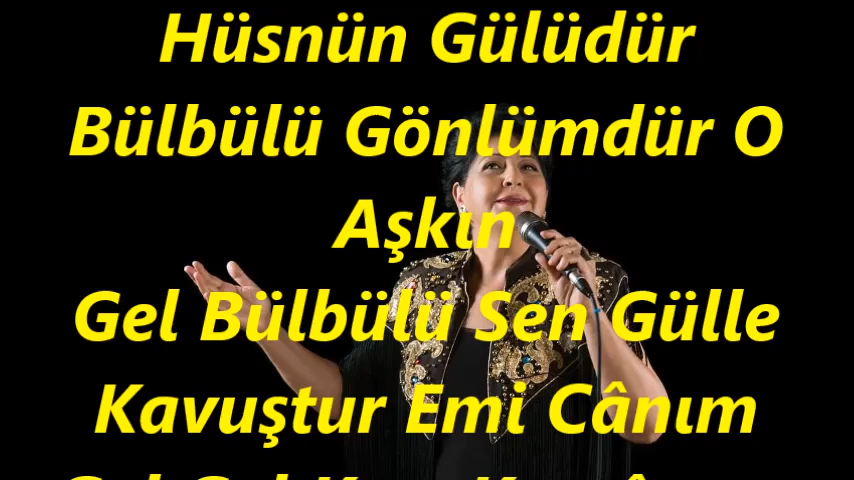 Hüsnün Gülüdür
Bülbülü Gönlümdür O
Aşkın
Gel Bülbülü Sen Gülle
Kavuştur Emi Cânım